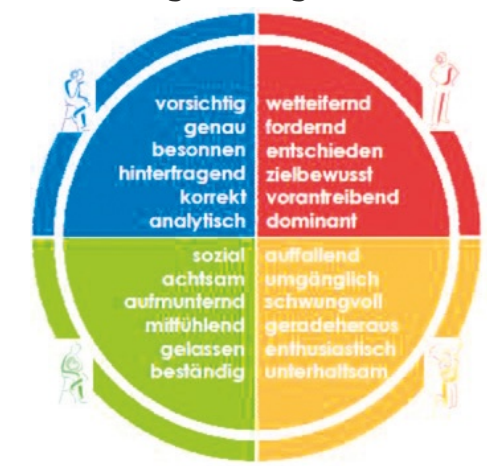 vorsichtig
genau
besonnen
hinterfragend
korrekt
analytisch
wetteifernd
fordernd
entschieden
zielbewusst
vorantreibend
dominant
sozial
achtsam
aufmunternd
mitfühlend
gelassen
beständig
auffallend
umgänglich
schwungvoll
geradeheraus
enthusiastisch
unterhaltsam